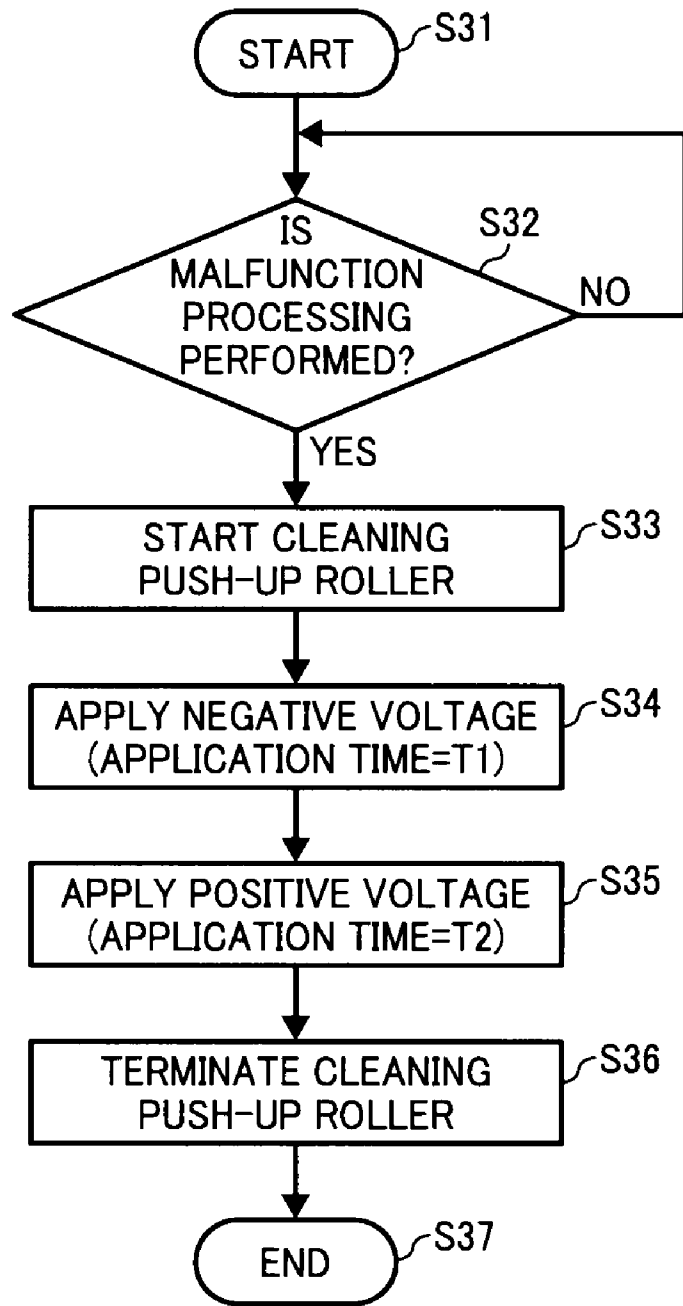 START
S31
IS
MALFUNCTION
PROCESSING
PERFORMED?
S32
NO
YES
START CLEANING
PUSH-UP ROLLER
S33
APPLY NEGATIVE VOLTAGE
(APPLICATION TIME=T1)
S34
APPLY POSITIVE VOLTAGE
(APPLICATION TIME=T2)
S35
TERMINATE CLEANING
PUSH-UP ROLLER
S36
END
S37